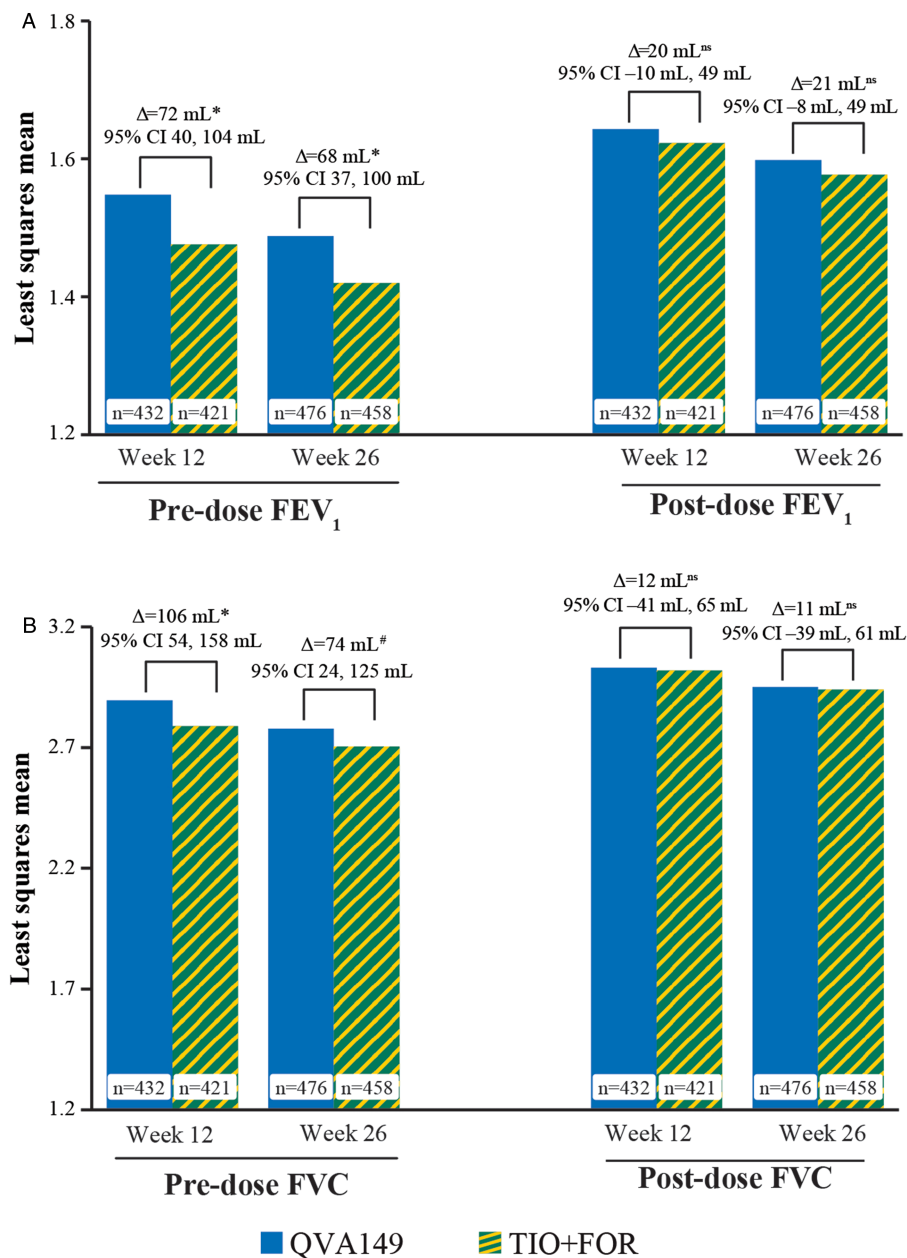 A
1.8
1.6
1.4
1.2
Least squares mean
Δ=72 mL*
95% CI 40, 104 mL
Δ=68 mL*
95% CI 37, 100 mL
Δ=20 mLns
95% CI –10 mL, 49 mL
Δ=21 mLns
95% CI –8 mL, 49 mL
n=432 n=421 n=476 n=458 n=432 n=421 n=476 n=458
Week 12 Week 26 Week 12 Week 26
Pre-dose FEV1 Post-dose FEV1
B
3.2
2.7
2.2
1.7
1.2
Least squares mean
Δ=106 mL*
95% CI 54, 158 mL
Δ=74 mL#
95% CI 24, 125 mL
Δ=12 mLns
95% CI –41 mL, 65 mL
Δ=11 mLns
95% CI –39 mL, 61 mL
n=432 n=421 n=476 n=458 n=432 n=421 n=476 n=458
Week 12 Week 26 Week 12 Week 26
Pre-dose FVC Post-dose FVC
QVA149 TIO+FOR